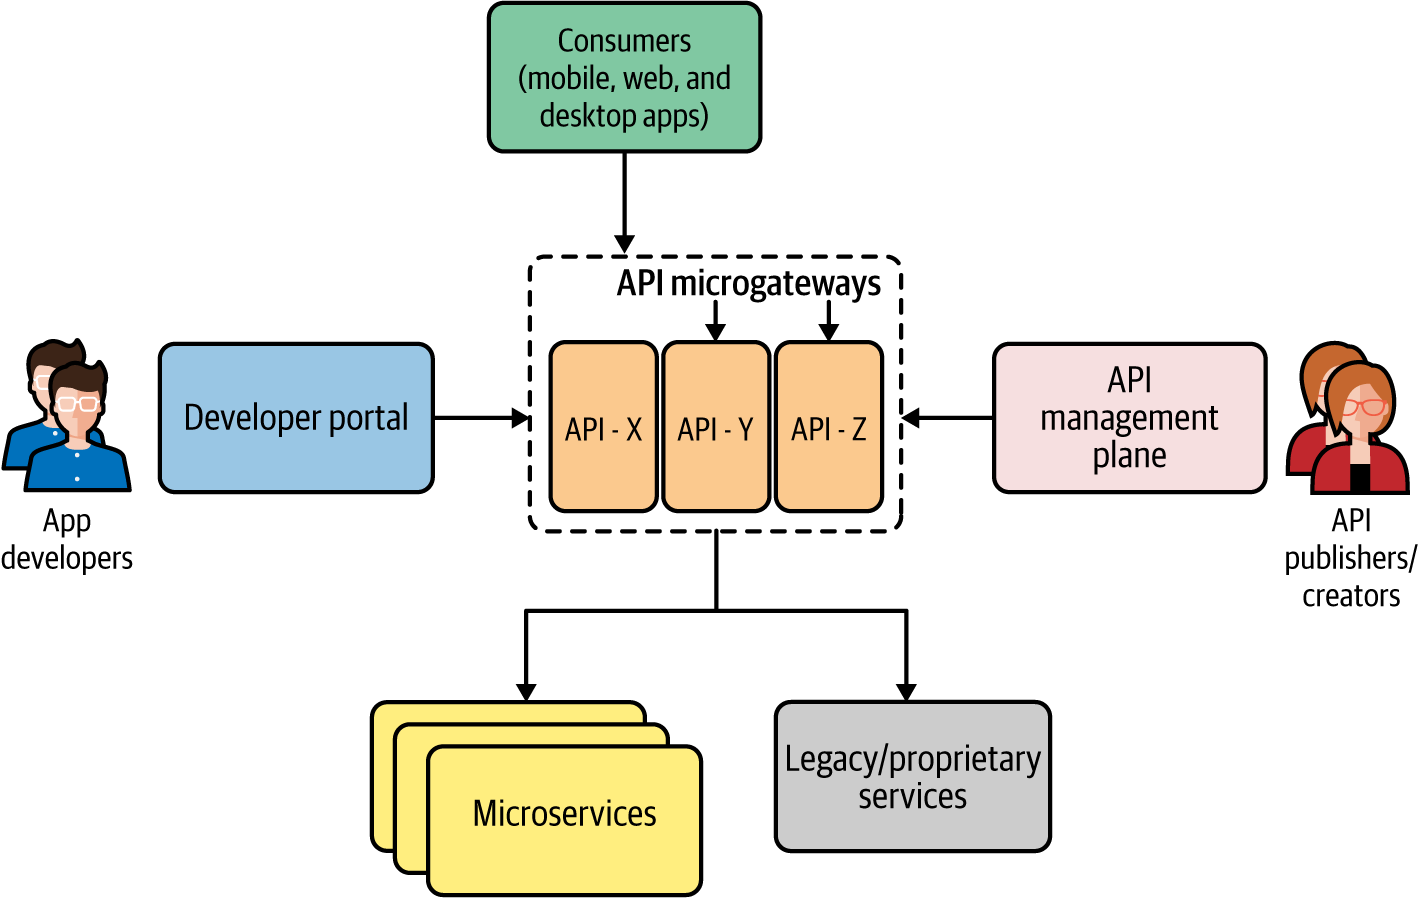 Consumers
(mobile, web, and
desktop apps)
API microgateways
Developer portal
API - X
API - Y
API - Z
API
management
plane
App
developers
API
publishers/
creators
Microservices
Legacy/proprietary
services